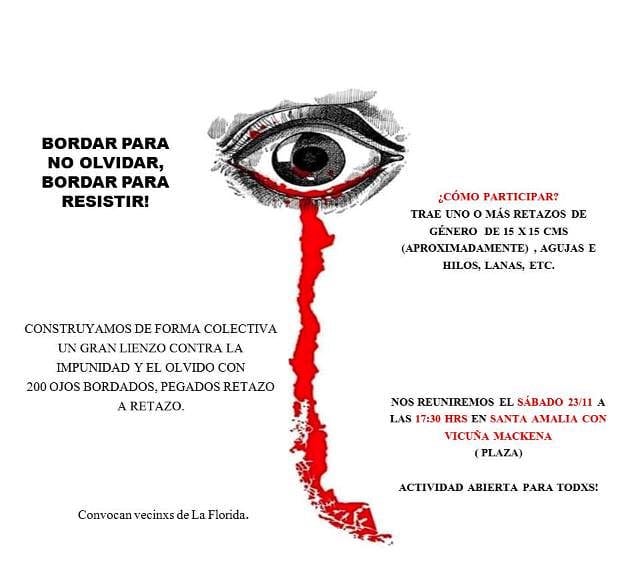 BORDAR PARA
NO OLVIDAR,
BORDAR PARA
RESISTIR!
¿CÓMO PARTICIPAR?
TRAE UNO O MÁS RETAZOS DE
GÉNERO DE 15 X 15 CMS
(APROXIMADAMENTE) , AGUJAS E
HILOS, LANAS, ETC.
CONSTRUYAMOS DE FORMA COLECTIVA
UN GRAN LIENZO CONTRA LA
IMPUNIDAD Y EL OLVIDO CON
200 OJOS BORDADOS, PEGADOS RETAZO
A RETAZO.
NOS REUNIREMOS EL SÁBADO 23/11 A
LAS 17:30 HRS EN SANTA AMALIA CON
VICUÑA MACKENA
( PLAZA)
ACTIVIDAD ABIERTA PARA TODXS!
Convocan vecinxs de La Florida.